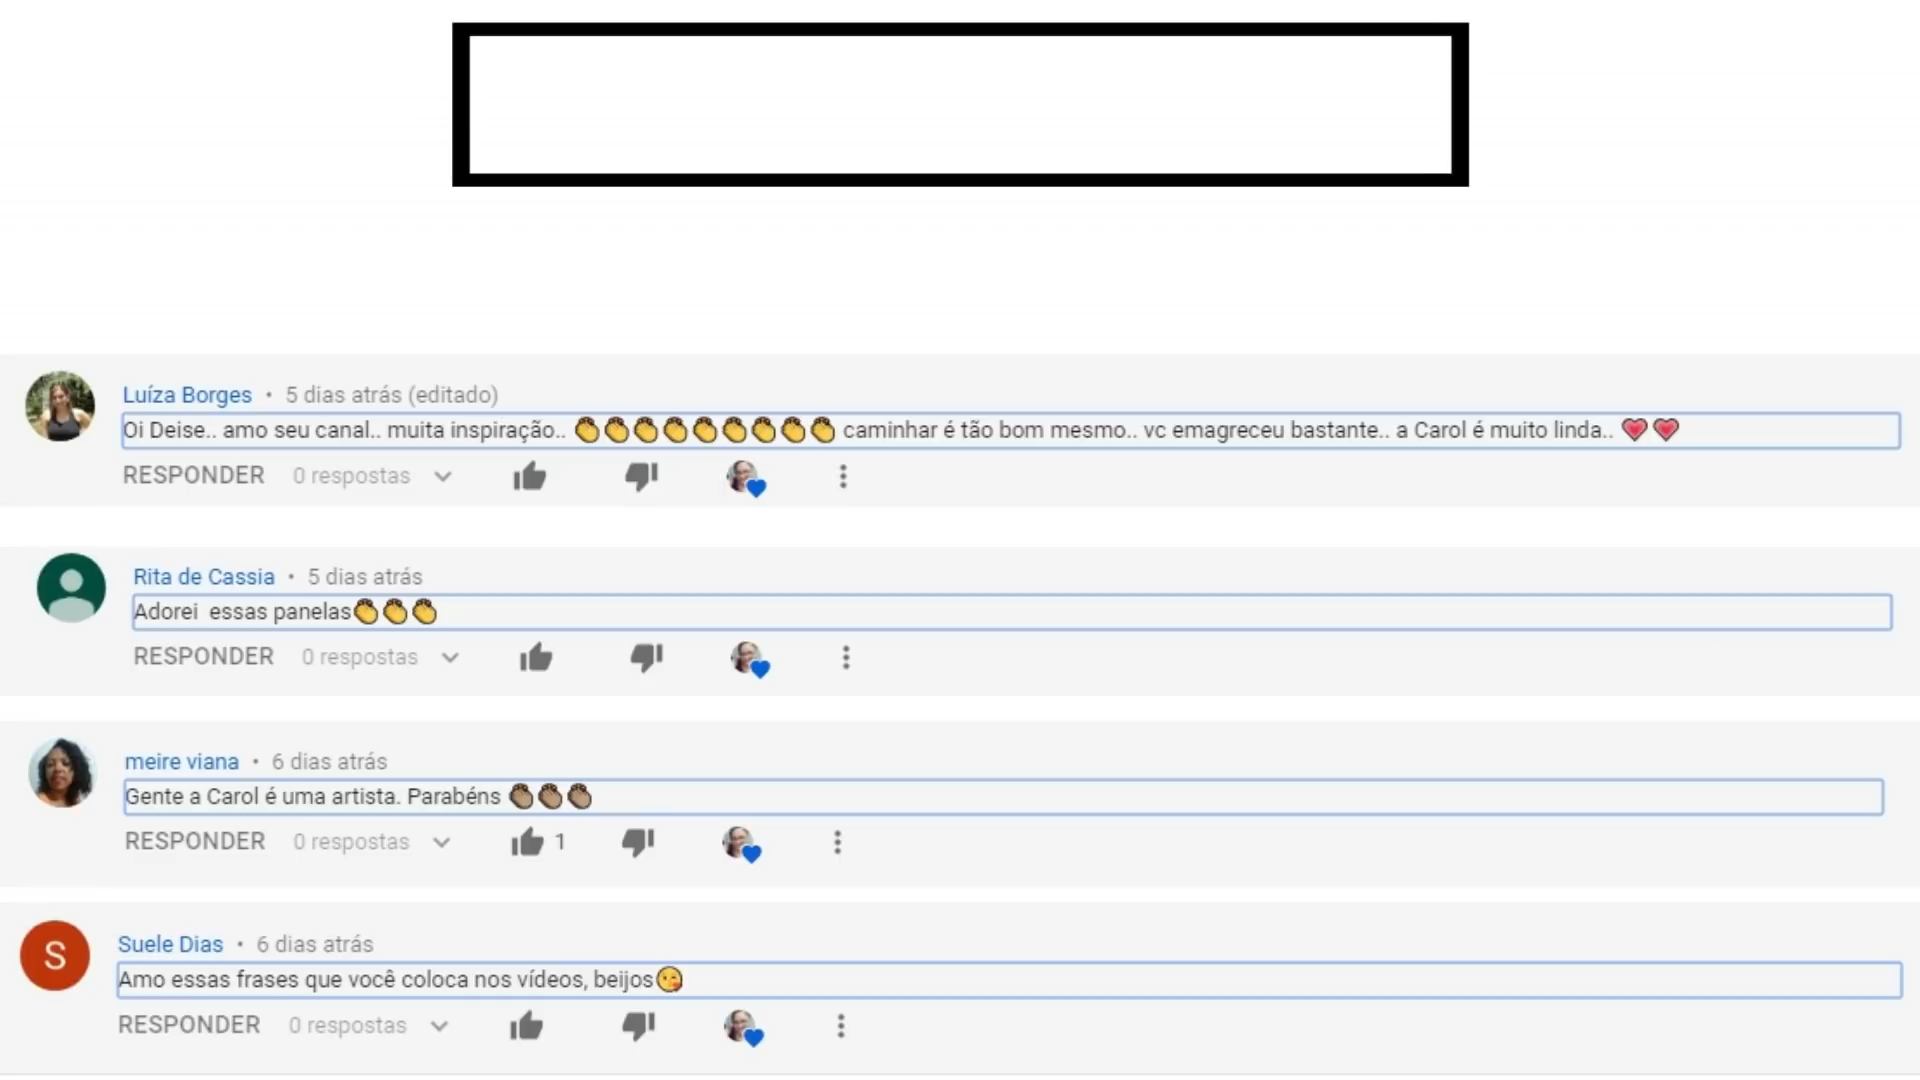 Luíza Borges • 5 dias atrás (editado)
Oi Deise.. amo seu canal.. muita inspiração.. 👏👏👏👏👏👏👏👏👏 caminhar é tão bom mesmo.. vc emagreceu bastante.. a Carol é muito linda.. 💗💗
RESPONDER 0 respostas
Rita de Cassia • 5 dias atrás
Adorei essas panelas👏👏👏
RESPONDER 0 respostas
meire viana • 6 dias atrás
Gente a Carol é uma artista. Parabéns 👏🏽👏🏽👏🏽
RESPONDER 0 respostas 1
S
Suele Dias • 6 dias atrás
Amo essas frases que você coloca nos vídeos, beijos😘
RESPONDER 0 respostas